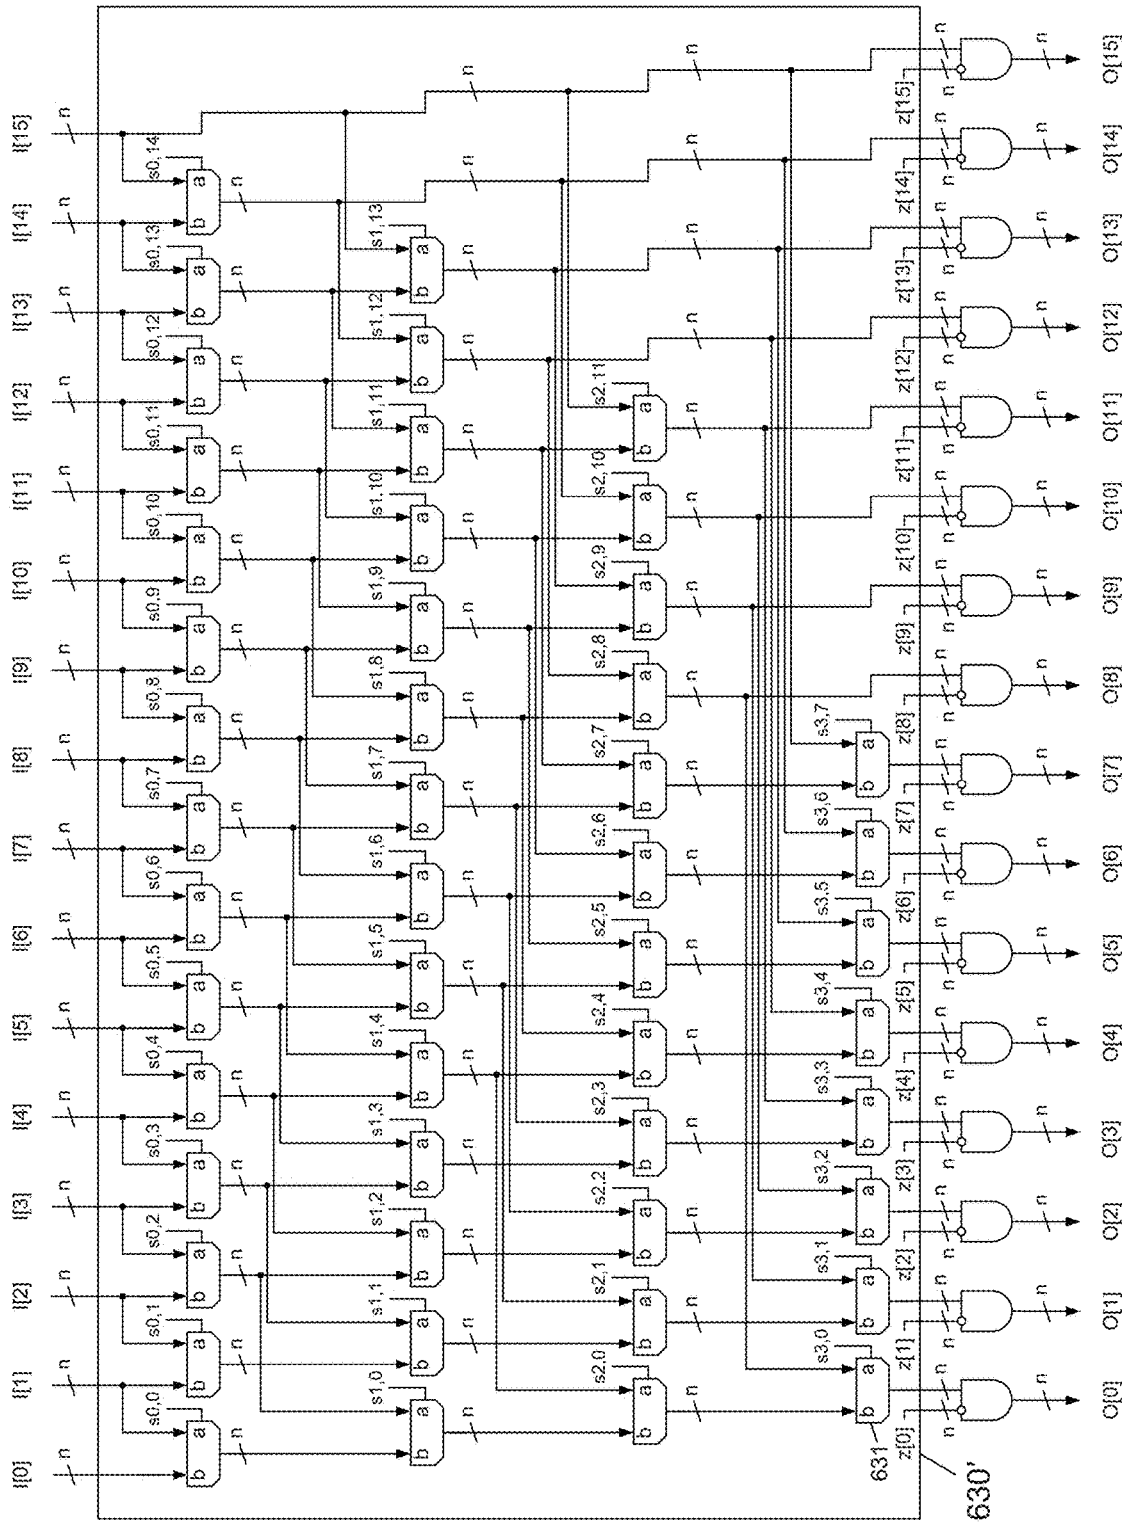 I[0] I[1] I[2] I[3] I[4] I[5] I[6] I[7] I[8] I[9] I[10] I[11] I[12] I[13] I[14] I[15]
n n n n n n n n n n n n n n n n
s0,0 s0,1 s0,2 s0,3 s0,4 s0,5 s0,6 s0,7 s0,8 s0,9 s0,10 s0,11 s0,12 s0,13 s0,14
b a b a b a b a b a b a b a b a b a b a b a b a b a b a b a
n n n n n n n n n n n n n n n
s1,0 s1,1 s1,2 s1,3 s1,4 s1,5 s1,6 s1,7 s1,8 s1,9 s1,10 s1,11 s1,12 s1,13
b a b a b a b a b a b a b a b a b a b a b a b a b a b a
n n n n n n n n n n n n n n n n
s2,0 s2,1 s2,2 s2,3 s2,4 s2,5 s2,6 s2,7 s2,8 s2,9 s2,10 s2,11
b a b a b a b a b a b a b a b a b a b a b a b a
n n n n n n n n n n n n n n n n
s3,0 s3,1 s3,2 s3,3 s3,4 s3,5 s3,6 s3,7
b a b a b a b a b a b a b a b a
631
z[0] z[1] z[2] z[3] z[4] z[5] z[6] z[7] z[8] z[9] z[10] z[11] z[12] z[13] z[14] z[15]
n n n n n n n n n n n n n n n n n n n n n n n n n n n n n n n n
630'
n n n n n n n n n n n n n n n n
O[0] O[1] O[2] O[3] O[4] O[5] O[6] O[7] O[8] O[9] O[10] O[11] O[12] O[13] O[14] O[15]